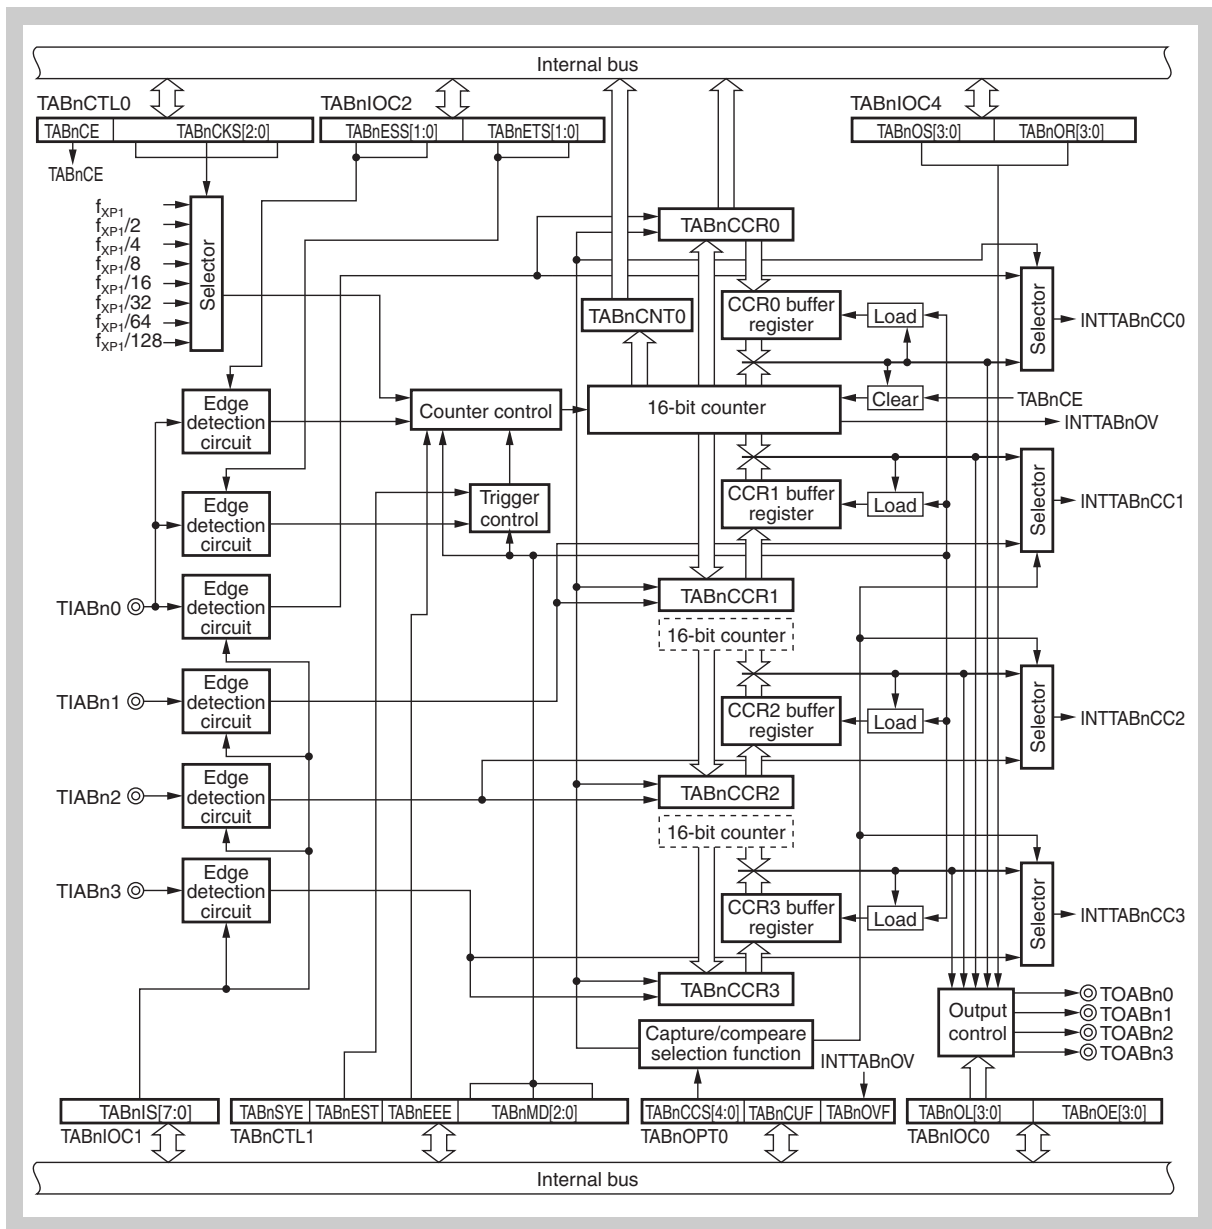 Internal bus
TABnCTL0
TABnIOC2
TABnIOC4
TABnCE
TABnCKS[2:0]
TABnESS[1:0]
TABnETS[1:0]
TABnOS[3:0]
TABnOR[3:0]
TABnCE
fXP1
fXP1/2
fXP1/4
fXP1/8
fXP1/16
fXP1/32
fXP1/64
fXP1/128
Selector
TABnCCR0
TABnCNT0
CCR0 buffer
register
Load
Selector
INTTABnCC0
Edge
detection
circuit
Counter control
16-bit counter
Clear
TABnCE
INTTABnOV
Edge
detection
circuit
Trigger
control
CCR1 buffer
register
Load
Selector
INTTABnCC1
TIABn0
Edge
detection
circuit
TABnCCR1
16-bit counter
TIABn1
Edge
detection
circuit
CCR2 buffer
register
Load
Selector
INTTABnCC2
TIABn2
Edge
detection
circuit
TABnCCR2
16-bit counter
TIABn3
Edge
detection
circuit
CCR3 buffer
register
Load
Selector
INTTABnCC3
TABnCCR3
Output
control
TOABn0
TOABn1
TOABn2
TOABn3
Capture/compeare
selection function
INTTABnOV
TABnIS[7:0]
TABnSYE
TABnEST
TABnEEE
TABnMD[2:0]
TABnCCS[4:0]
TABnCUF
TABnOVF
TABnOL[3:0]
TABnOE[3:0]
TABnIOC1
TABnCTL1
TABnOPT0
TABnIOC0
Internal bus